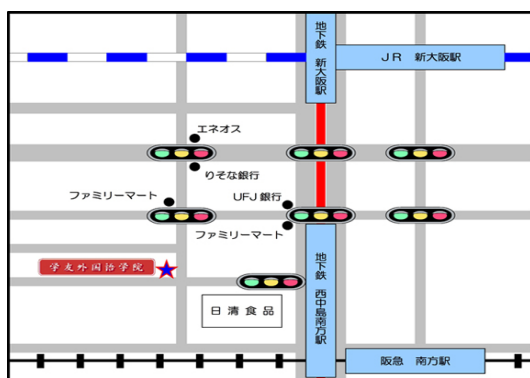 地下鉄 新大阪駅
JR 新大阪駅
エネオス
りそな銀行
ファミリーマート
UFJ銀行
ファミリーマート
学友外国语学院
地下鉄 西中島南方駅
日清食品
阪急 南方駅